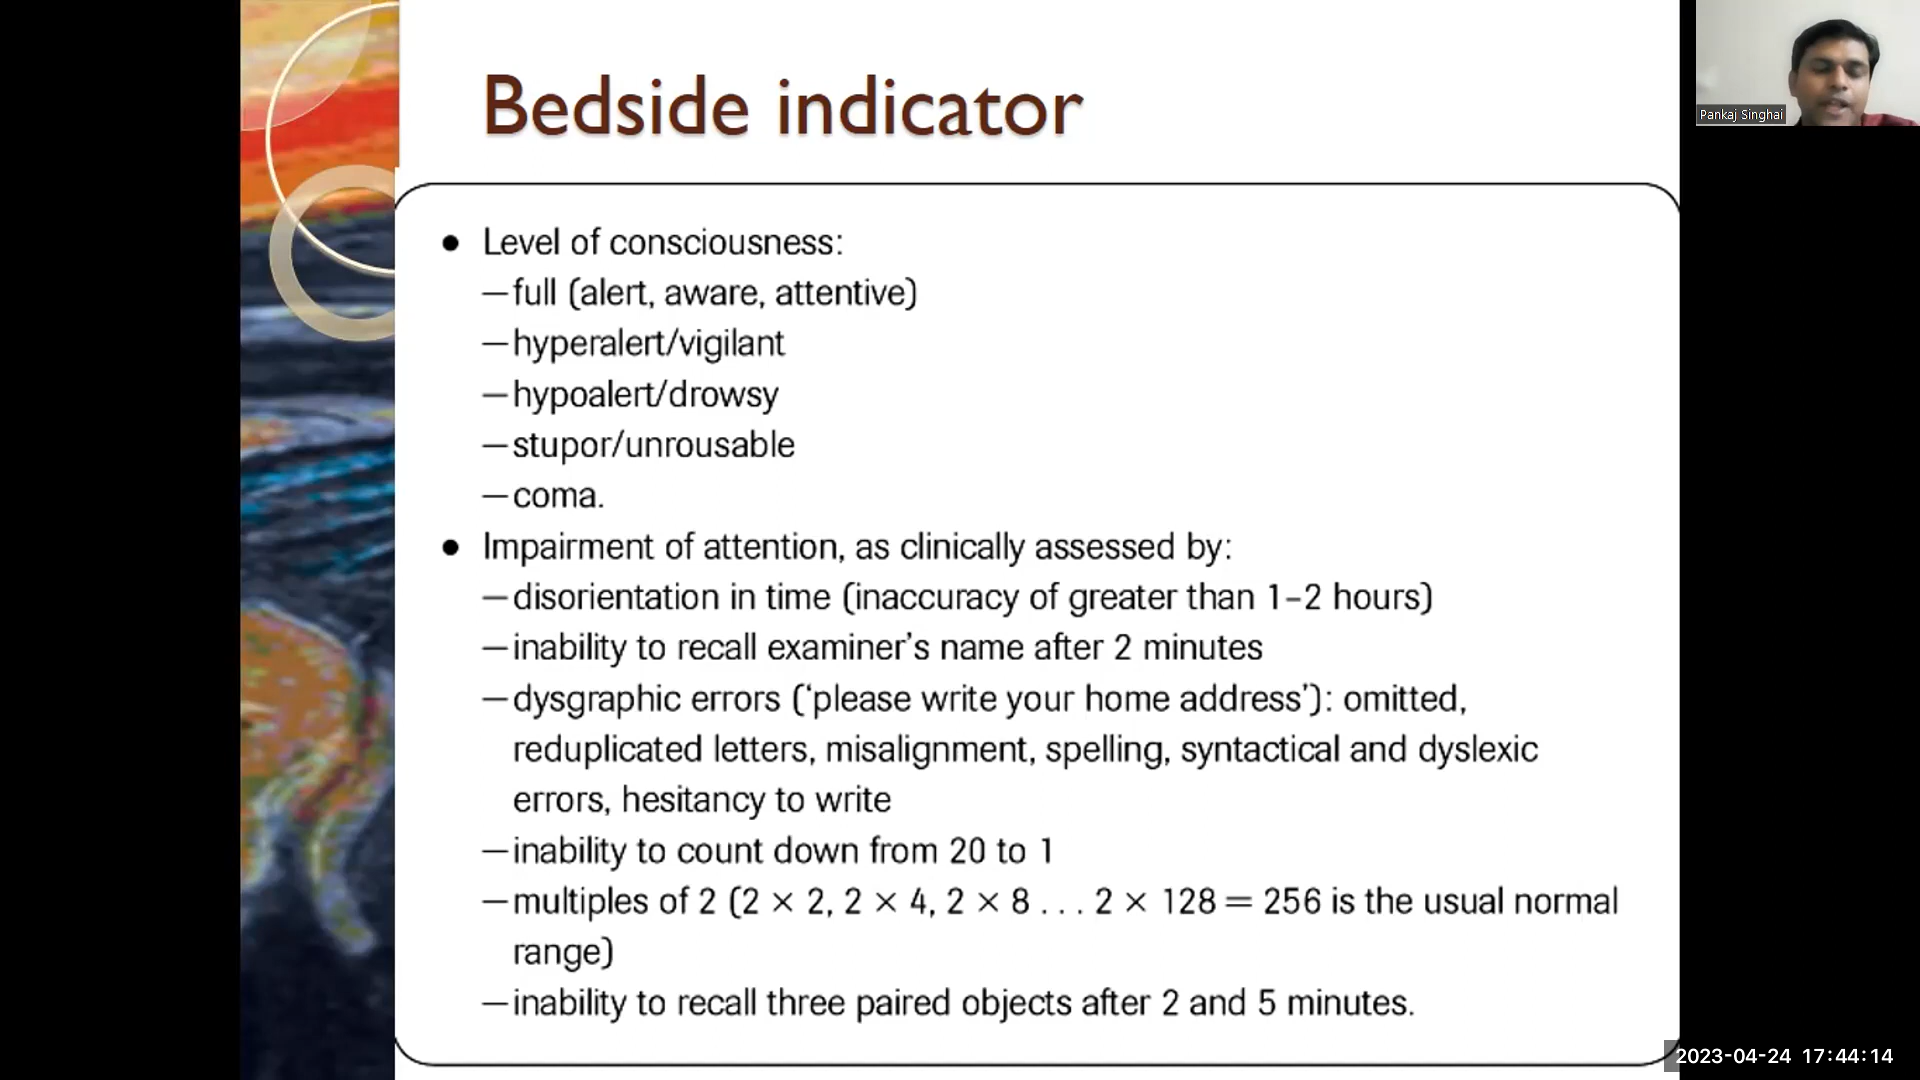 Bedside indicator
Pankaj Singhai
● Level of consciousness:
—full (alert, aware, attentive)
—hyperalert/vigilant
—hypoalert/drowsy
—stupor/unrousable
—coma.
● Impairment of attention, as clinically assessed by:
—disorientation in time (inaccuracy of greater than 1–2 hours)
—inability to recall examiner’s name after 2 minutes
—dysgraphic errors (‘please write your home address’): omitted,
reduplicated letters, misalignment, spelling, syntactical and dyslexic
errors, hesitancy to write
—inability to count down from 20 to 1
—multiples of 2 (2 × 2, 2 × 4, 2 × 8 . . . 2 × 128 = 256 is the usual normal
range)
—inability to recall three paired objects after 2 and 5 minutes.
2023-04-24 17:44:14